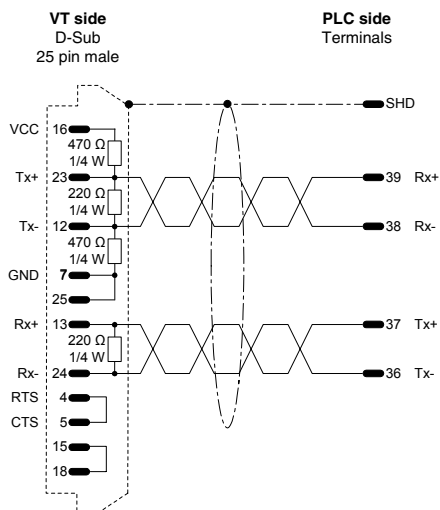 VT side
D-Sub
25 pin male
PLC side
Terminals
SHD
VCC 16
470 Ω
1/4 W
Tx+ 23
39 Rx+
220 Ω
1/4 W
Tx- 12
38 Rx-
470 Ω
1/4 W
GND 7
25
Rx+ 13
37 Tx+
220 Ω
1/4 W
Rx- 24
36 Tx-
RTS 4
CTS 5
15
18